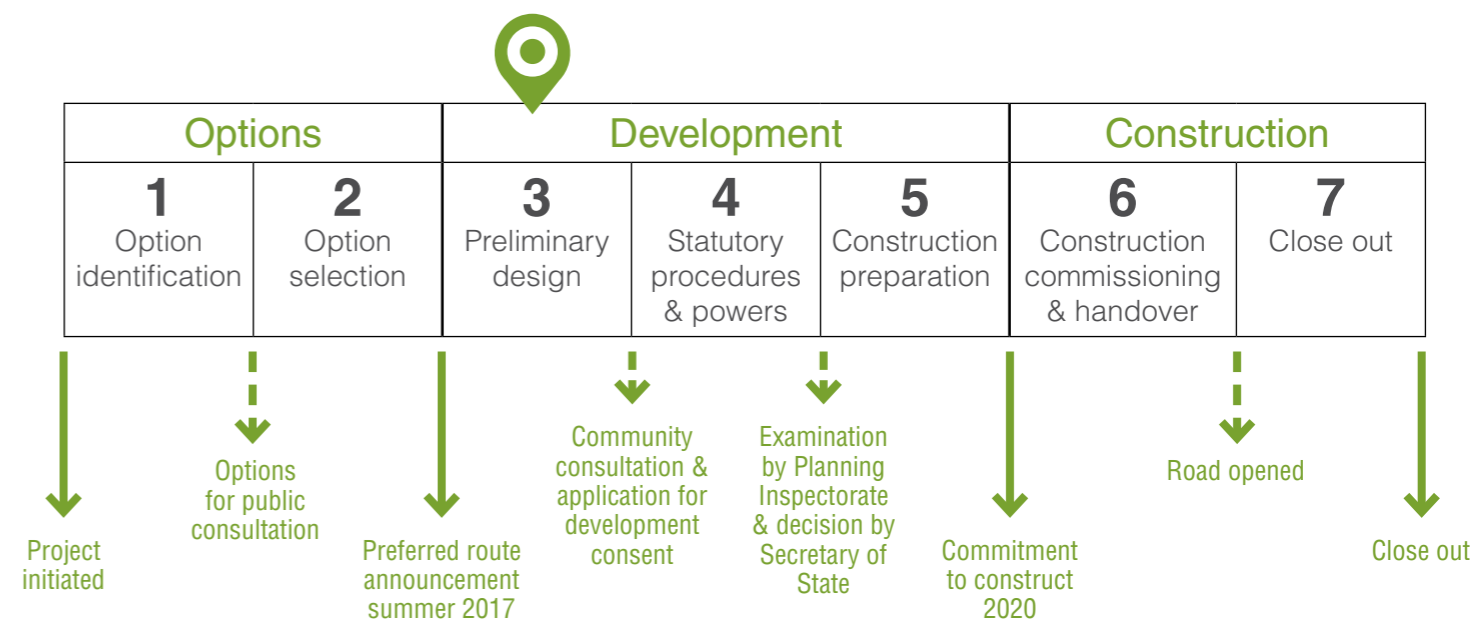 Options
Development
Construction
1
Option
identification
2
Option
selection
3
Preliminary
design
4
Statutory
procedures
& powers
5
Construction
preparation
6
Construction
commissioning
& handover
7
Close out
Project
initiated
Options
for public
consultation
Preferred route
announcement
summer 2017
Community
consultation &
application for
development
consent
Examination
by Planning
Inspectorate
& decision by
Secretary of
State
Commitment
to construct
2020
Road opened
Close out